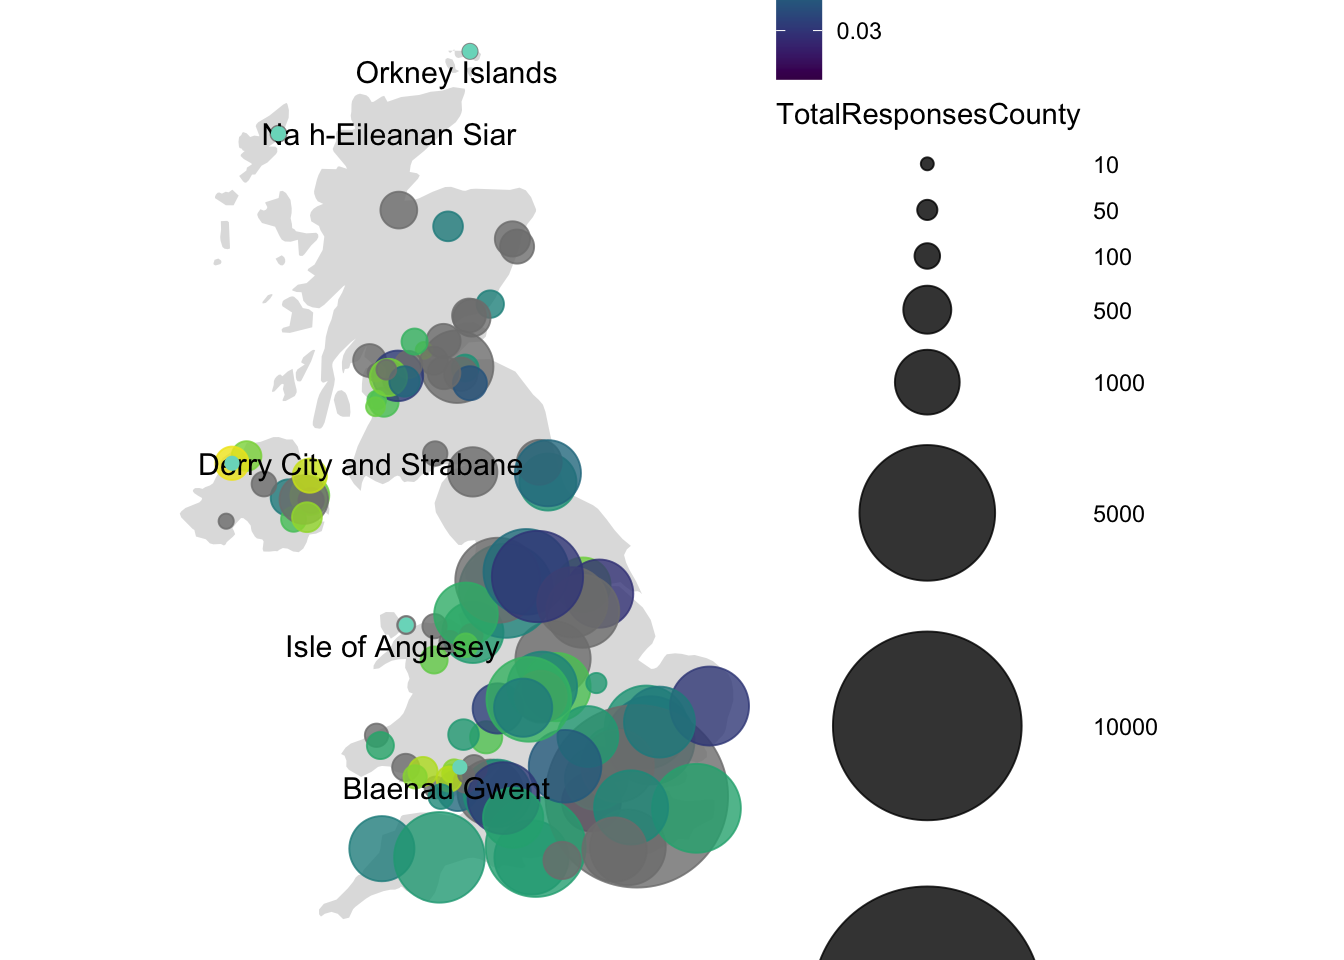 0.03
Orkney Islands
TotalResponsesCounty
Na h-Eileanan Siar
10
50
100
500
1000
Derry City and Strabane
5000
Isle of Anglesey
10000
Blaenau Gwent